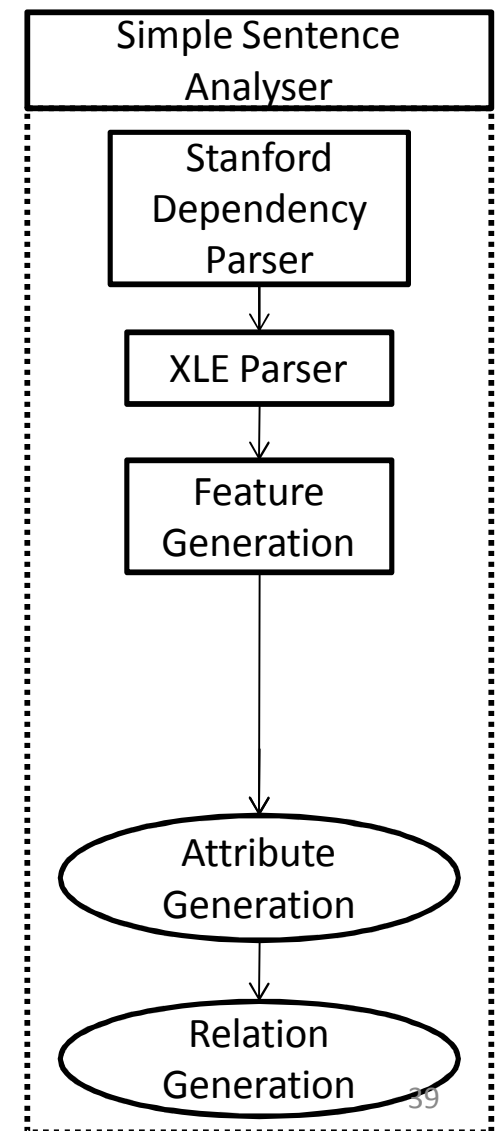 Simple Sentence
Analyser
Stanford
Dependency
Parser
XLE Parser
Feature
Generation
Attribute
Generation
Relation
Generation
39